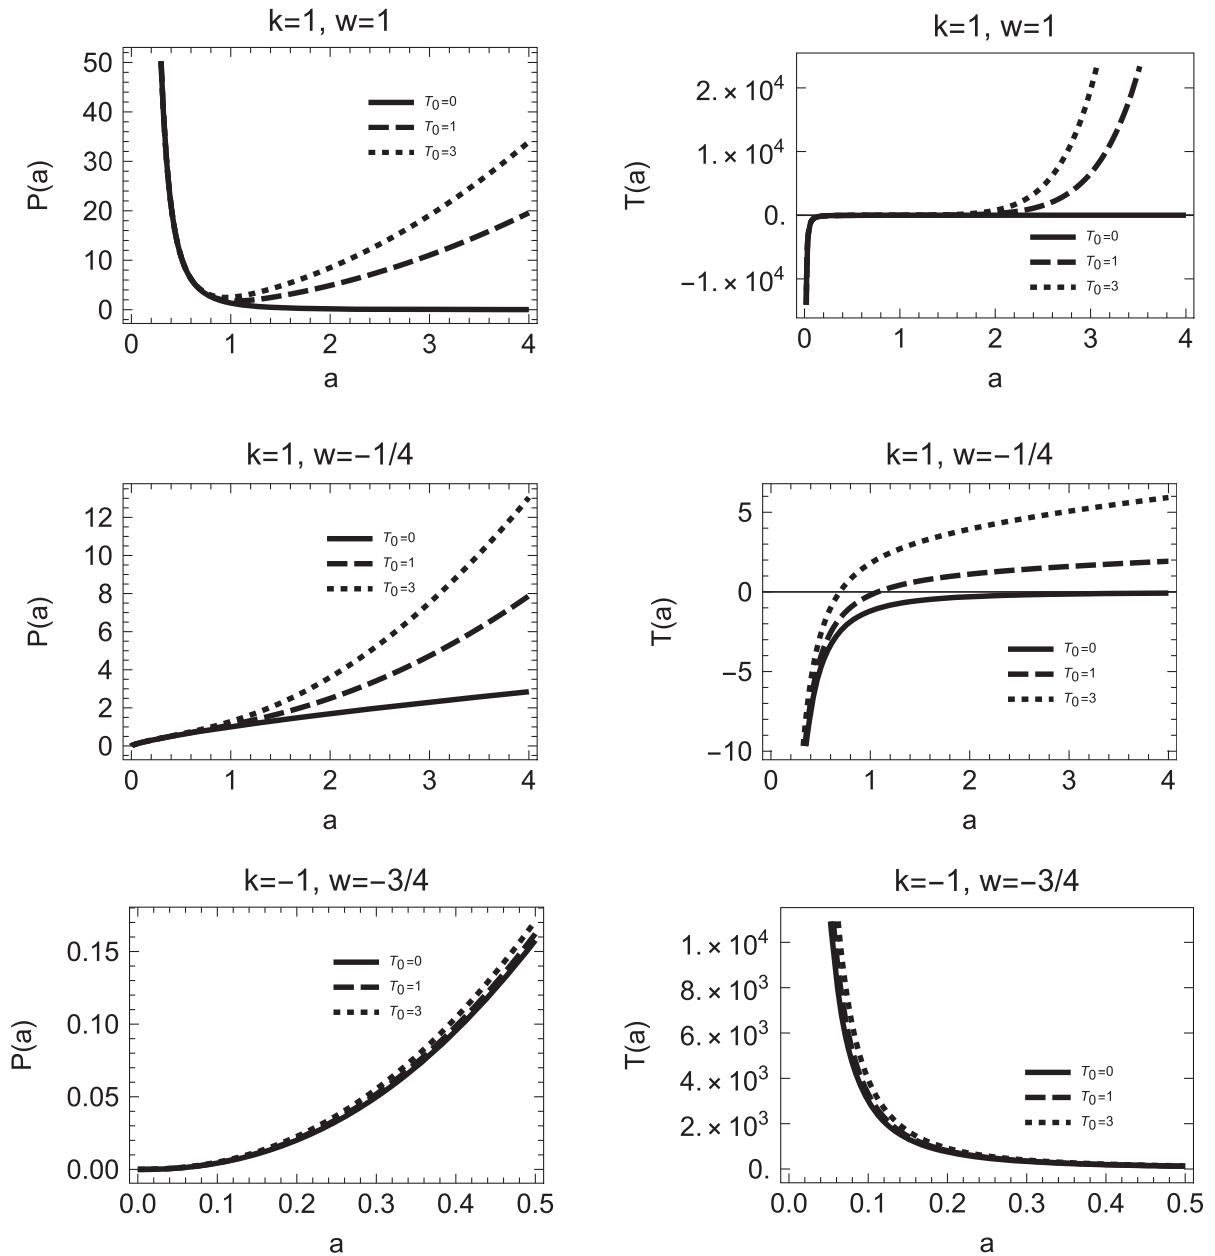 k=1, w=1
50
40
30
20
10
0
P(a)
T₀=0
T₀=1
T₀=3
0 1 2 3 4
a
k=1, w=1
2.×10⁴
1.×10⁴
0.
−1.×10⁴
T(a)
T₀=0
T₀=1
T₀=3
0 1 2 3 4
a
k=1, w=−1/4
12
10
8
6
4
2
0
P(a)
T₀=0
T₀=1
T₀=3
0 1 2 3 4
a
k=1, w=−1/4
5
0
−5
−10
T(a)
T₀=0
T₀=1
T₀=3
0 1 2 3 4
a
k=−1, w=−3/4
0.15
0.10
0.05
0.00
P(a)
T₀=0
T₀=1
T₀=3
0.0 0.1 0.2 0.3 0.4 0.5
a
k=−1, w=−3/4
1.×10⁴
8.×10³
6.×10³
4.×10³
2.×10³
0.
T(a)
T₀=0
T₀=1
T₀=3
0.0 0.1 0.2 0.3 0.4 0.5
a